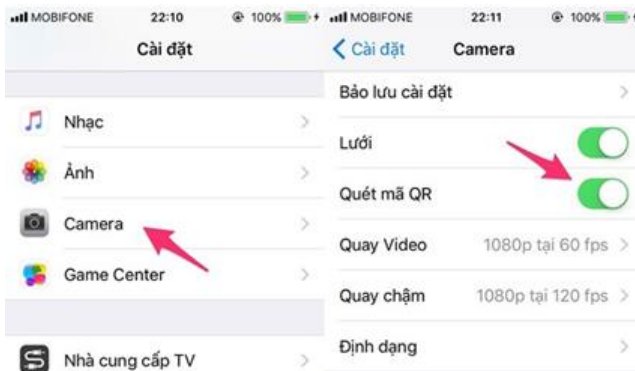 MOBIFONE 22:10 100%
Cài đặt
Nhạc
Ảnh
Camera
Game Center
Nhà cung cấp TV
MOBIFONE 22:11 100%
Cài đặt Camera
Bảo lưu cài đặt
Lưới
Quét mã QR
Quay Video 1080p tại 60 fps
Quay chậm 1080p tại 120 fps
Định dạng